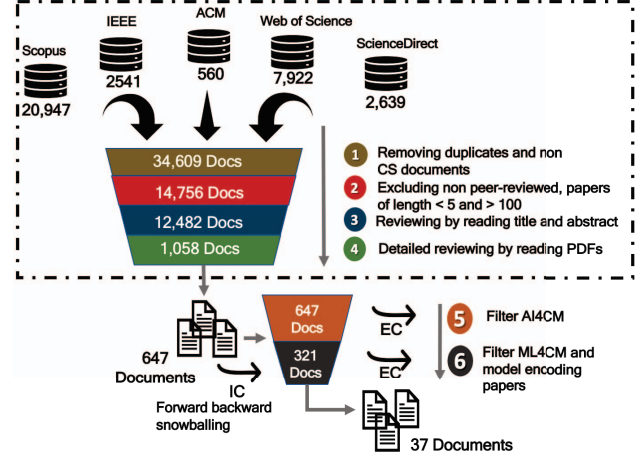 Scopus
20,947
IEEE
2541
ACM
560
Web of Science
7,922
ScienceDirect
2,639
34,609 Docs
14,756 Docs
12,482 Docs
1,058 Docs
1 Removing duplicates and non
CS documents
2 Excluding non peer-reviewed, papers
of length < 5 and > 100
3 Reviewing by reading title and abstract
4 Detailed reviewing by reading PDFs
647
Documents
IC
Forward backward
snowballing
647
Docs
321
Docs
EC
EC
5 Filter AI4CM
6 Filter ML4CM and
model encoding
papers
37 Documents